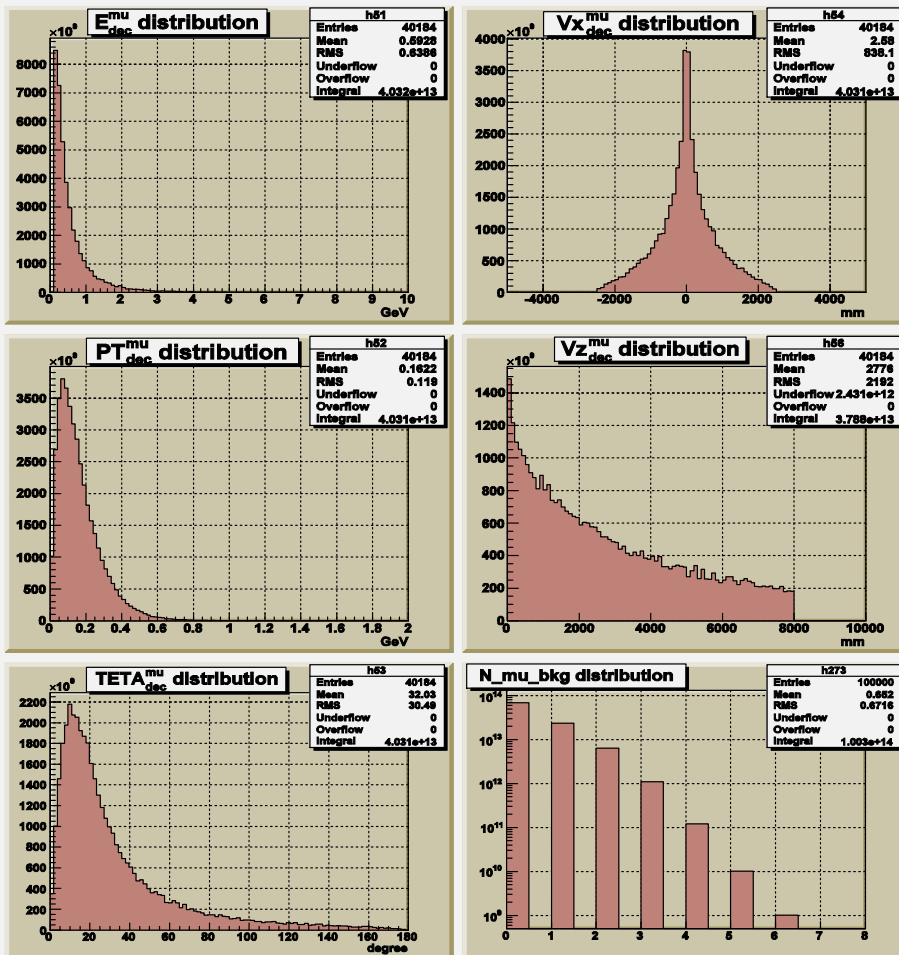 E^mu_dec distribution
h51
Entries 40184
Mean 0.5928
RMS 0.6386
Underflow 0
Overflow 0
Integral 4.032e+13
8000
7000
6000
5000
4000
3000
2000
1000
0
0 1 2 3 4 5 6 7 8 9 10
GeV
Vx^mu_dec distribution
h54
Entries 40184
Mean 2.58
RMS 838.1
Underflow 0
Overflow 0
Integral 4.031e+13
4000
3500
3000
2500
2000
1500
1000
500
0
-4000 -2000 0 2000 4000
mm
PT^mu_dec distribution
h52
Entries 40184
Mean 0.1622
RMS 0.119
Underflow 0
Overflow 0
Integral 4.031e+13
3500
3000
2500
2000
1500
1000
500
0
0 0.2 0.4 0.6 0.8 1 1.2 1.4 1.6 1.8 2
GeV
Vz^mu_dec distribution
h56
Entries 40184
Mean 2776
RMS 2192
Underflow 2.431e+12
Overflow 0
Integral 3.788e+13
1400
1200
1000
800
600
400
200
0
0 2000 4000 6000 8000 10000
mm
TETA^mu_dec distribution
h53
Entries 40184
Mean 32.03
RMS 30.49
Underflow 0
Overflow 0
Integral 4.031e+13
2200
2000
1800
1600
1400
1200
1000
800
600
400
200
0
0 20 40 60 80 100 120 140 160 180
degree
N_mu_bkg distribution
h273
Entries 100000
Mean 0.652
RMS 0.6716
Underflow 0
Overflow 0
Integral 1.003e+14
10^14
10^13
10^12
10^11
10^10
10^9
0 1 2 3 4 5 6 7 8